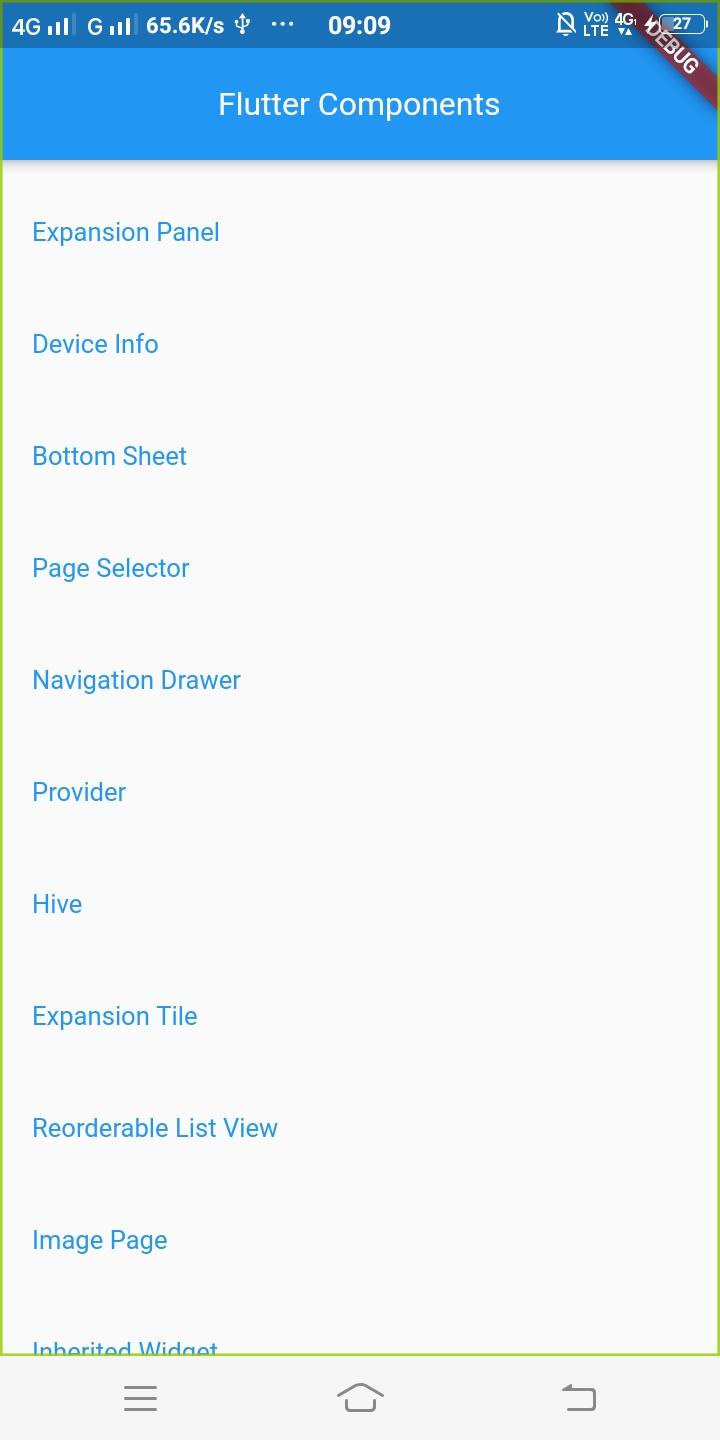 4G G 65.6K/s ... 09:09 Vo)) LTE 4G 27
DEBUG
Flutter Components
Expansion Panel
Device Info
Bottom Sheet
Page Selector
Navigation Drawer
Provider
Hive
Expansion Tile
Reorderable List View
Image Page
Inherited Widget